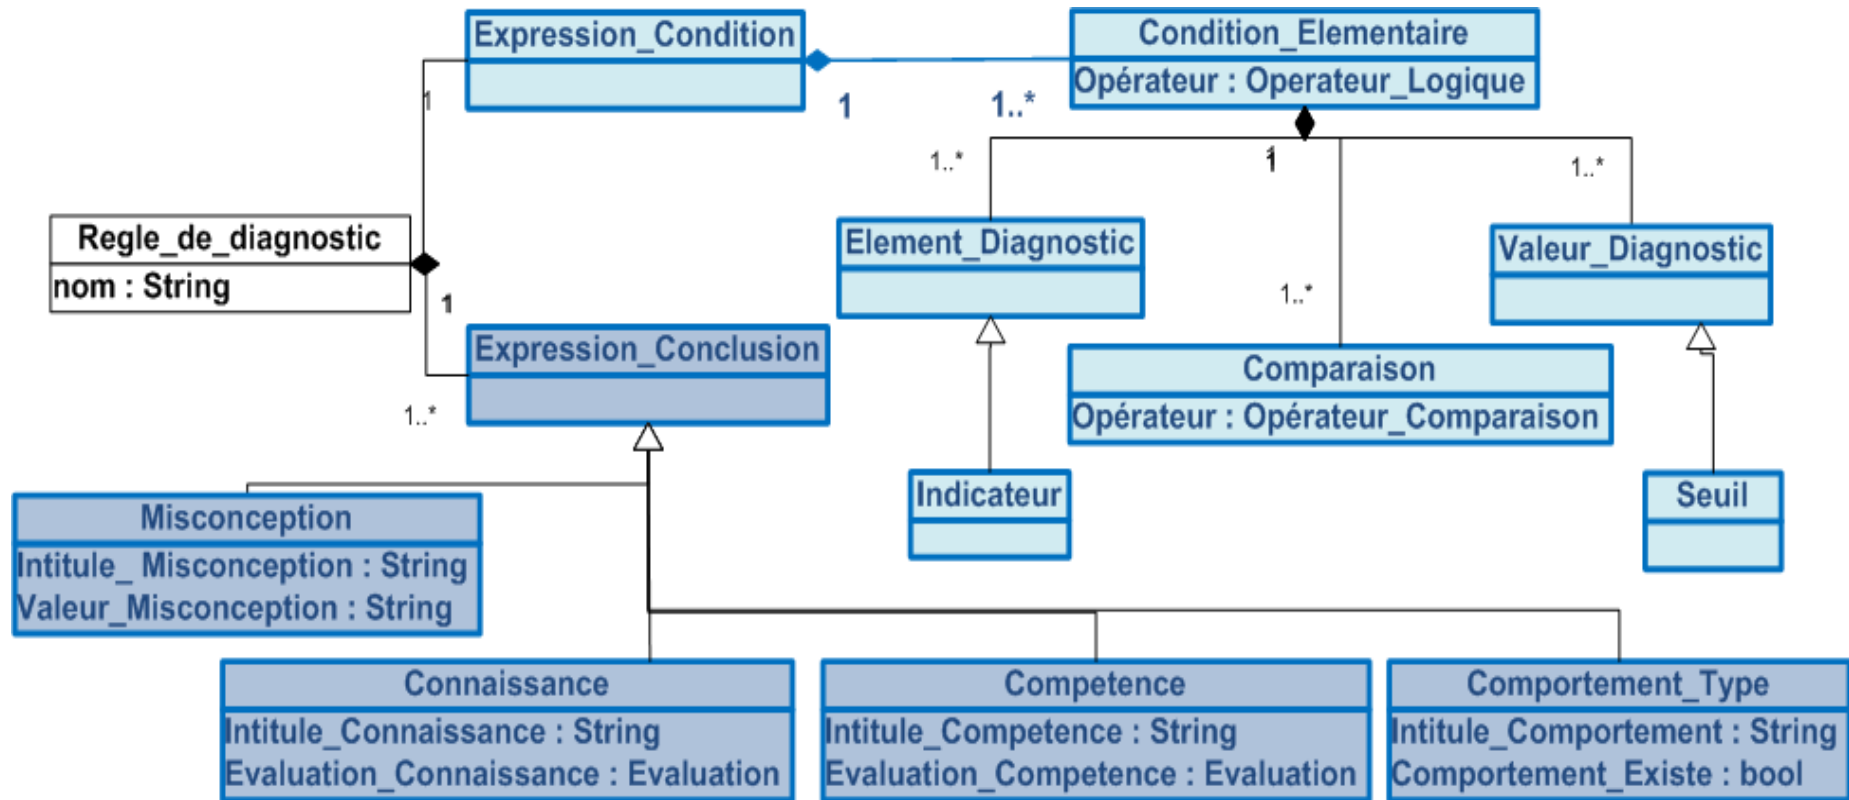 Expression_Condition
Condition_Elementaire
Opérateur : Operateur_Logique
1
1
1..*
1..*
1
1..*
Regle_de_diagnostic
nom : String
Element_Diagnostic
Valeur_Diagnostic
1
1..*
Expression_Conclusion
Comparaison
Opérateur : Opérateur_Comparaison
1..*
Indicateur
Seuil
Misconception
Intitule_ Misconception : String
Valeur_Misconception : String
Connaissance
Intitule_Connaissance : String
Evaluation_Connaissance : Evaluation
Competence
Intitule_Competence : String
Evaluation_Competence : Evaluation
Comportement_Type
Intitule_Comportement : String
Comportement_Existe : bool